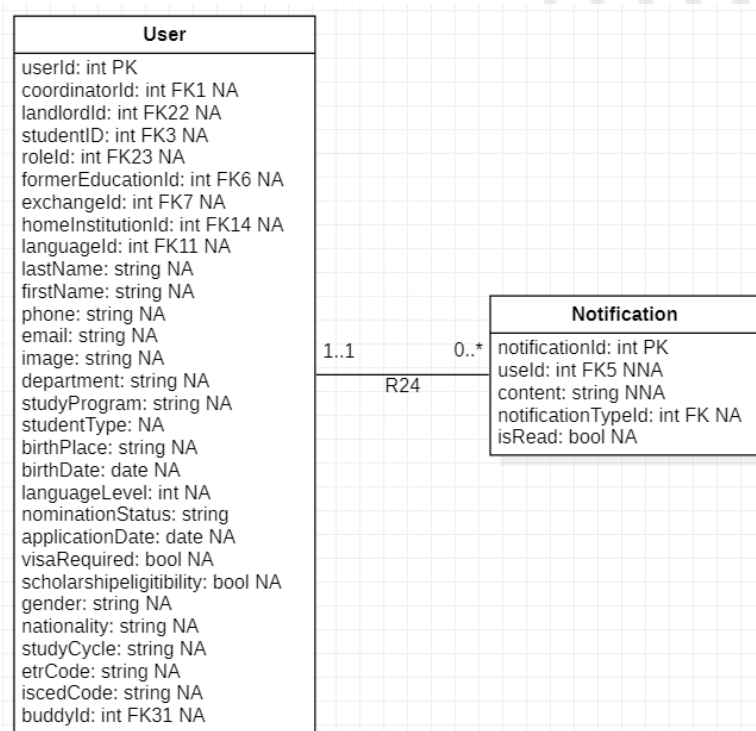 User
userId: int PK
coordinatorId: int FK1 NA
landlordId: int FK22 NA
studentID: int FK3 NA
roleId: int FK23 NA
formerEducationId: int FK6 NA
exchangeId: int FK7 NA
homeInstitutionId: int FK14 NA
languageId: int FK11 NA
lastName: string NA
firstName: string NA
phone: string NA
email: string NA
image: string NA
department: string NA
studyProgram: string NA
studentType: NA
birthPlace: string NA
birthDate: date NA
languageLevel: int NA
nominationStatus: string
applicationDate: date NA
visaRequired: bool NA
scholarshipeligitibility: bool NA
gender: string NA
nationality: string NA
studyCycle: string NA
etrCode: string NA
iscedCode: string NA
buddyId: int FK31 NA
1..1
0..*
R24
Notification
notificationId: int PK
useId: int FK5 NNA
content: string NNA
notificationTypeId: int FK NA
isRead: bool NA